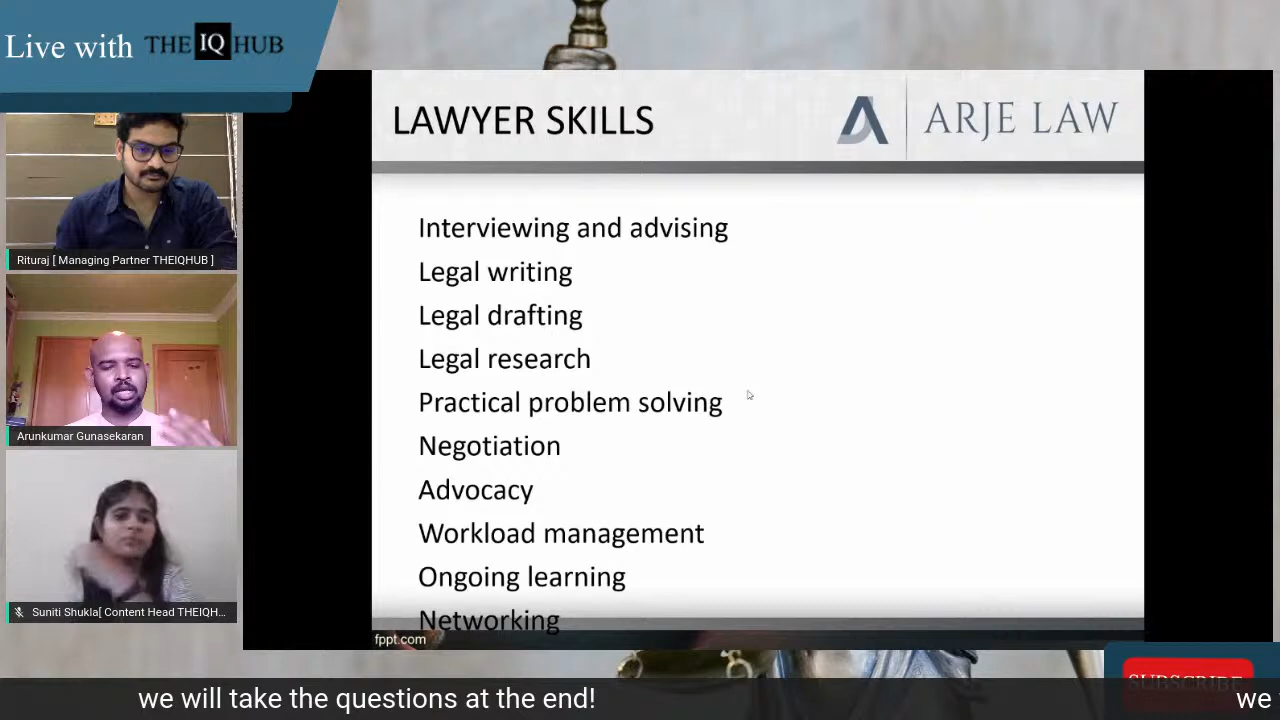 Live with THE IQ HUB
Rituraj [ Managing Partner THEIQHUB ]
Arunkumar Gunasekaran
Suniti Shukla[ Content Head THEIQH...
LAWYER SKILLS
ARJE LAW
Interviewing and advising
Legal writing
Legal drafting
Legal research
Practical problem solving
Negotiation
Advocacy
Workload management
Ongoing learning
Networking
fppt.com
SUBSCRIBE
we will take the questions at the end!
we